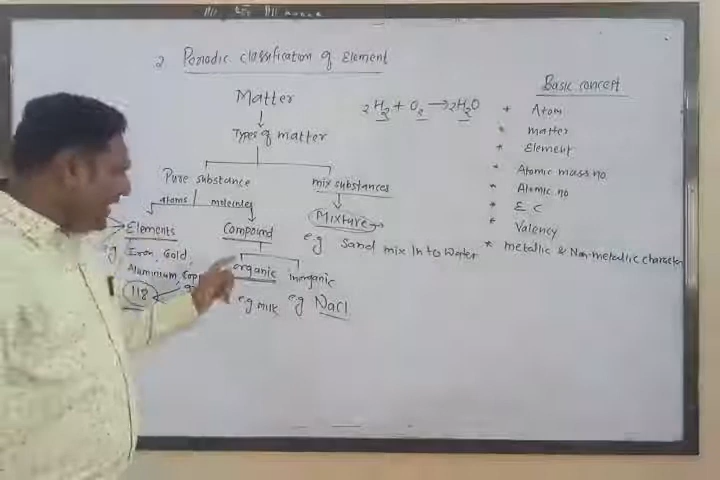 2 Periodic classification of Element
Matter
Types of matter
Pure substance
mix substances
atoms
molecules
Elements
Compound
Mixture
eg Iron, Gold,
Aluminium,
118
organic
inorganic
e.g milk
eg Nacl
e.g Sand mix In to Water
2H2 + O2 → 2H2O
Basic concept
* Atom
* matter
* Element
* Atomic mass no
* Atomic no
* E.C
* Valency
* metallic & Non-metallic character